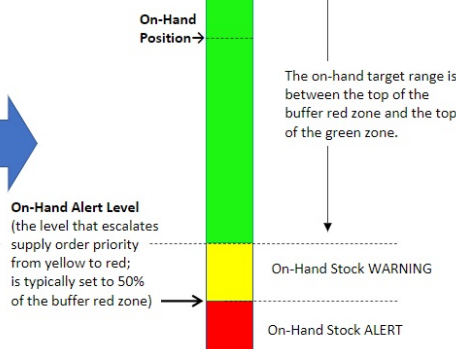 On-Hand
Position→
The on-hand target range is
between the top of the
buffer red zone and the top
of the green zone.
On-Hand Alert Level
(the level that escalates
supply order priority
from yellow to red;
is typically set to 50%
of the buffer red zone)
On-Hand Stock WARNING
On-Hand Stock ALERT